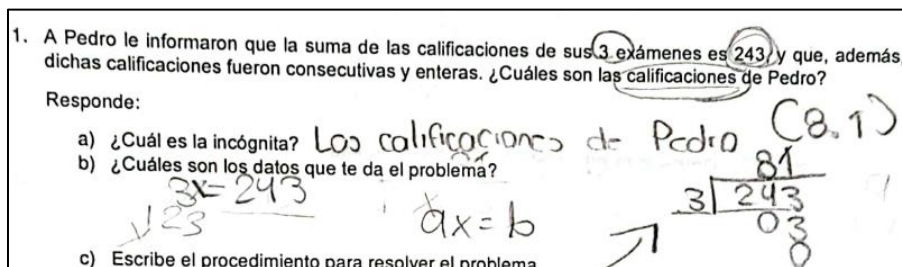 1. A Pedro le informaron que la suma de las calificaciones de sus 3 exámenes es 243, y que, además,
dichas calificaciones fueron consecutivas y enteras. ¿Cuáles son las calificaciones de Pedro?
Responde:
a) ¿Cuál es la incógnita? Las calificaciones de Pedro (8.1)
b) ¿Cuáles son los datos que te da el problema?
3x = 243
ax = b
81
3 243
03
0
c) Escribe el procedimiento para resolver el problema